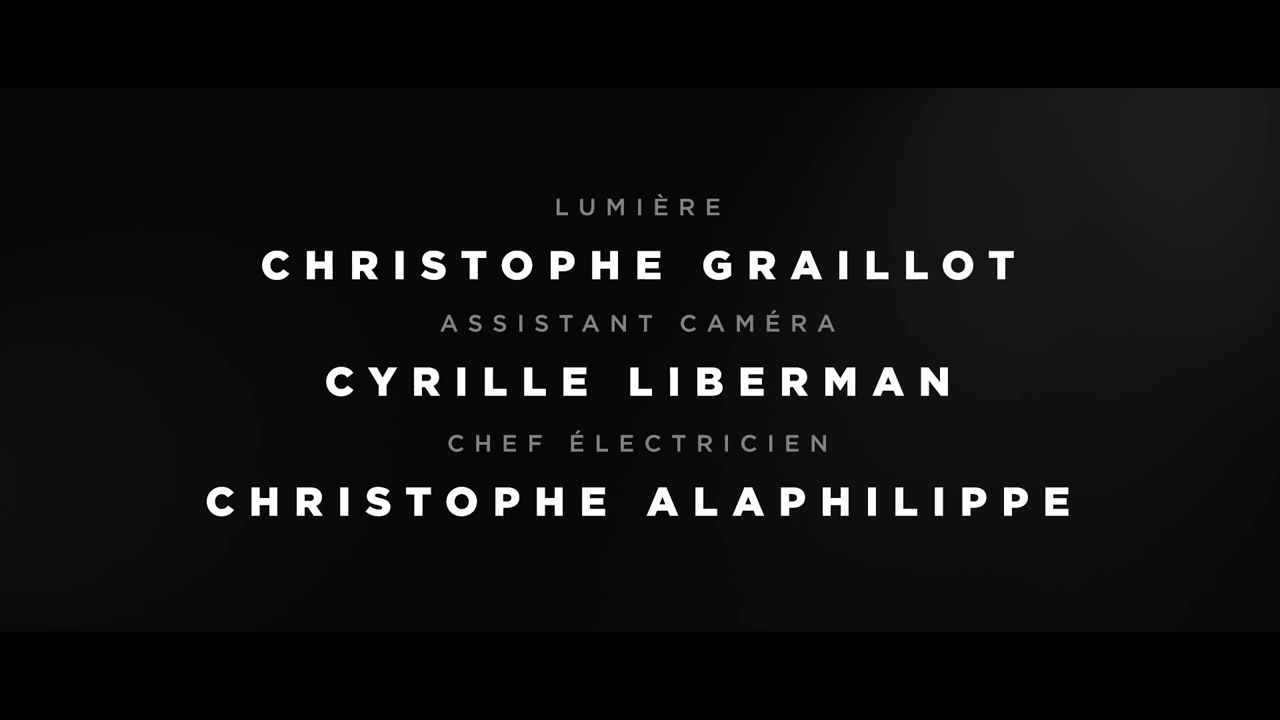 LUMIÈRE
CHRISTOPHE GRAILLOT
ASSISTANT CAMÉRA
CYRILLE LIBERMAN
CHEF ÉLECTRICIEN
CHRISTOPHE ALAPHILIPPE